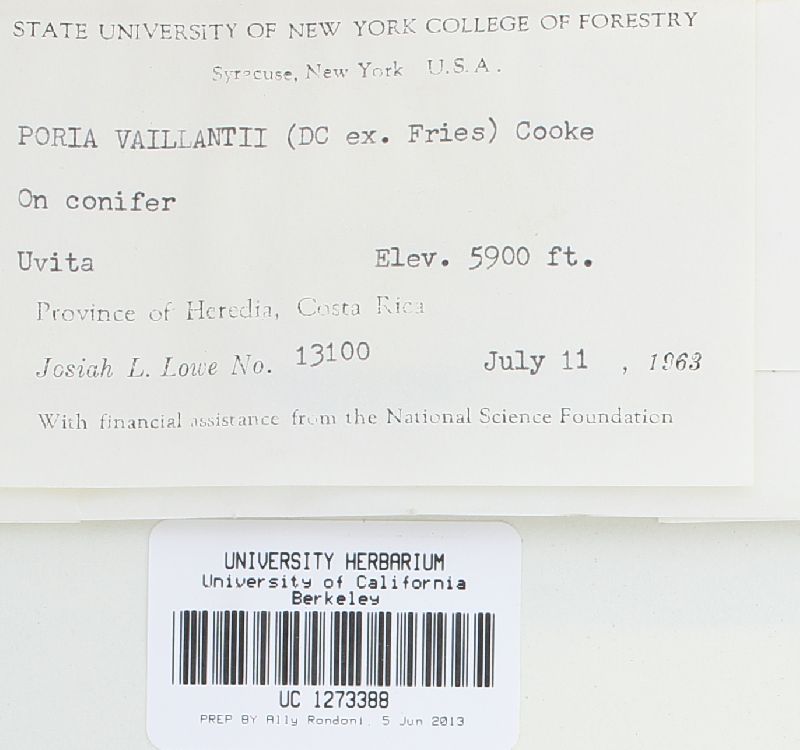 STATE UNIVERSITY OF NEW YORK COLLEGE OF FORESTRY
Syracuse, New York U.S.A.
PORIA VAILLANTII (DC ex. Fries) Cooke
On conifer
Uvita Elev. 5900 ft.
Province of Heredia, Costa Rica
Josiah L. Lowe No. 13100 July 11 , 1963
With financial assistance from the National Science Foundation
UNIVERSITY HERBARIUM
University of California
Berkeley
UC 1273388
PREP BY Ally Rondoni, 5 Jun 2013